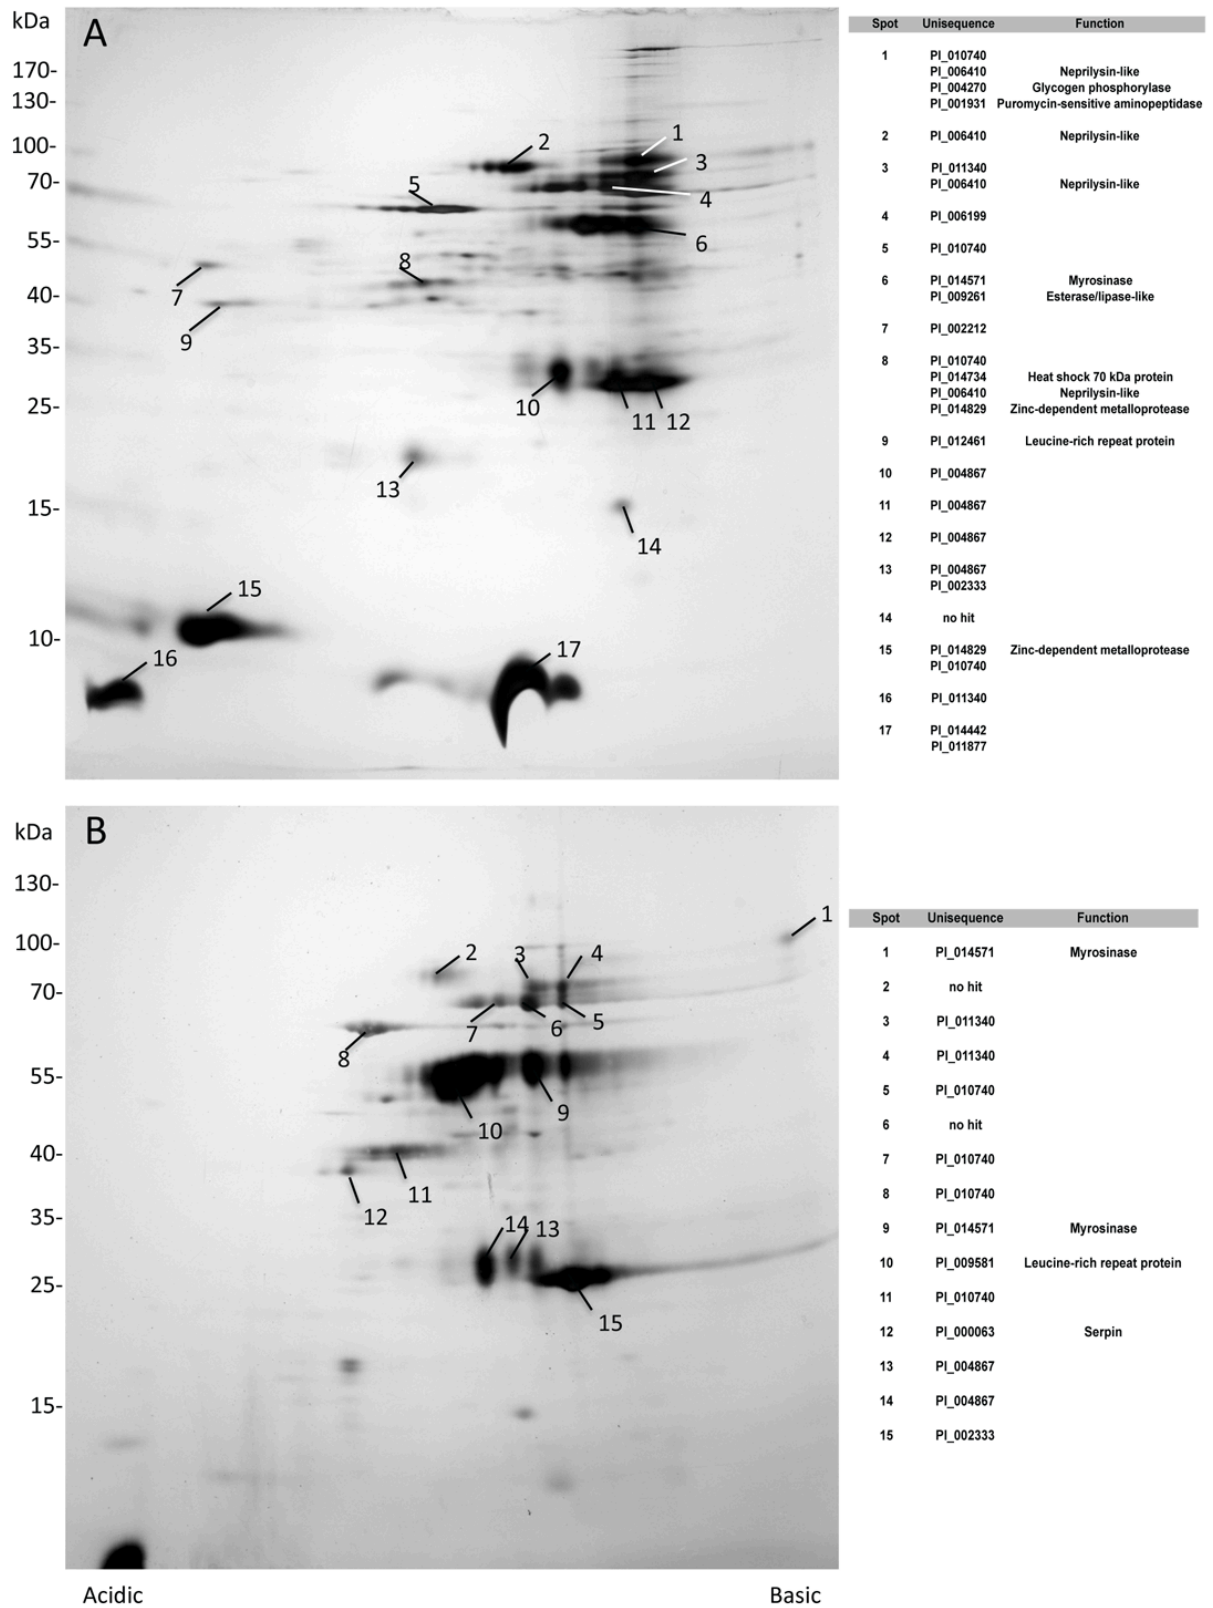 kDa
A
170-
130-
100-
70-
55-
40-
35-
25-
15-
10-
1
2
3
5
4
6
8
7
9
10
11 12
13
14
15
16
17
Spot Unisequence Function
1 PI_010740
PI_006410 Neprilysin-like
PI_004270 Glycogen phosphorylase
PI_001931 Puromycin-sensitive aminopeptidase
2 PI_006410 Neprilysin-like
3 PI_011340
PI_006410 Neprilysin-like
4 PI_006199
5 PI_010740
6 PI_014571 Myrosinase
PI_009261 Esterase/lipase-like
7 PI_002212
8 PI_010740
PI_014734 Heat shock 70 kDa protein
PI_006410 Neprilysin-like
PI_014829 Zinc-dependent metalloprotease
9 PI_012461 Leucine-rich repeat protein
10 PI_004867
11 PI_004867
12 PI_004867
13 PI_004867
PI_002333
14 no hit
15 PI_014829 Zinc-dependent metalloprotease
PI_010740
16 PI_011340
17 PI_014442
PI_011877
kDa
B
130-
100-
70-
55-
40-
35-
25-
15-
1
2
3
4
7
6
5
8
9
10
11
12
14 13
15
Acidic
Basic
Spot Unisequence Function
1 PI_014571 Myrosinase
2 no hit
3 PI_011340
4 PI_011340
5 PI_010740
6 no hit
7 PI_010740
8 PI_010740
9 PI_014571 Myrosinase
10 PI_009581 Leucine-rich repeat protein
11 PI_010740
12 PI_000063 Serpin
13 PI_004867
14 PI_004867
15 PI_002333